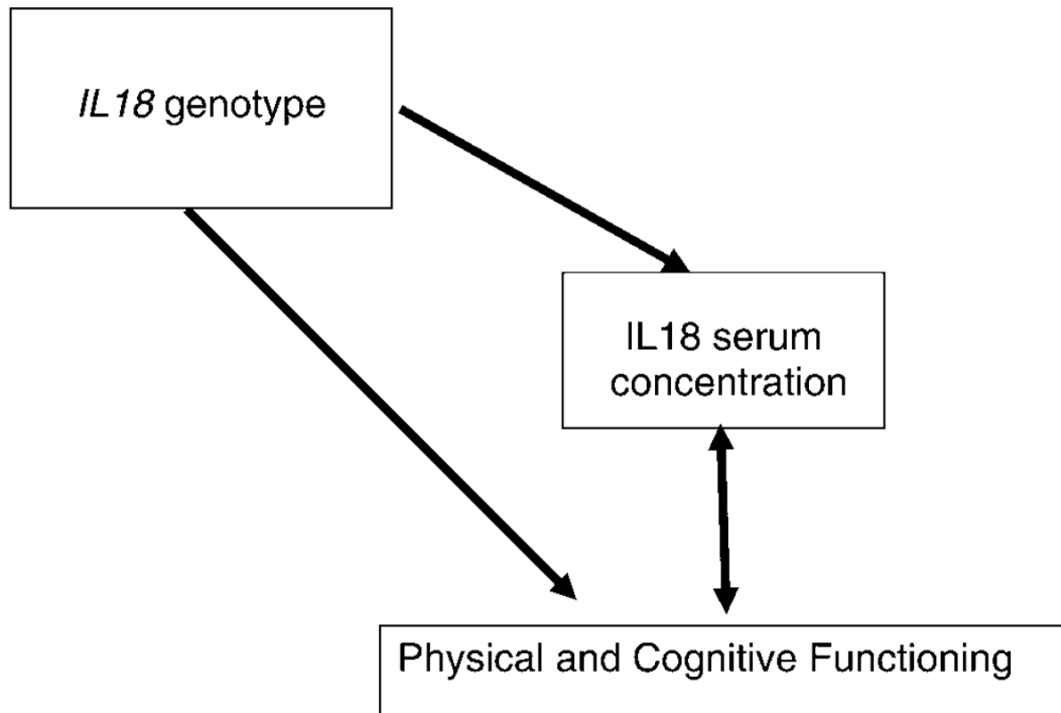 IL18 genotype
IL18 serum
concentration
Physical and Cognitive Functioning